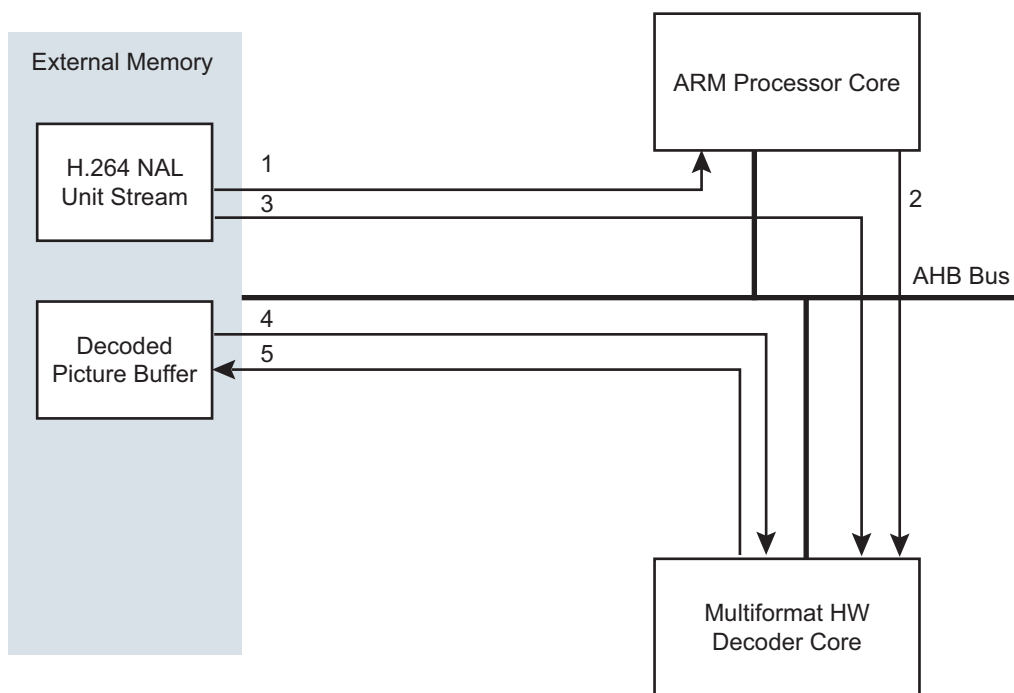 External Memory
ARM Processor Core
H.264 NAL
Unit Stream
1
3
2
AHB Bus
Decoded
Picture Buffer
4
5
Multiformat HW
Decoder Core